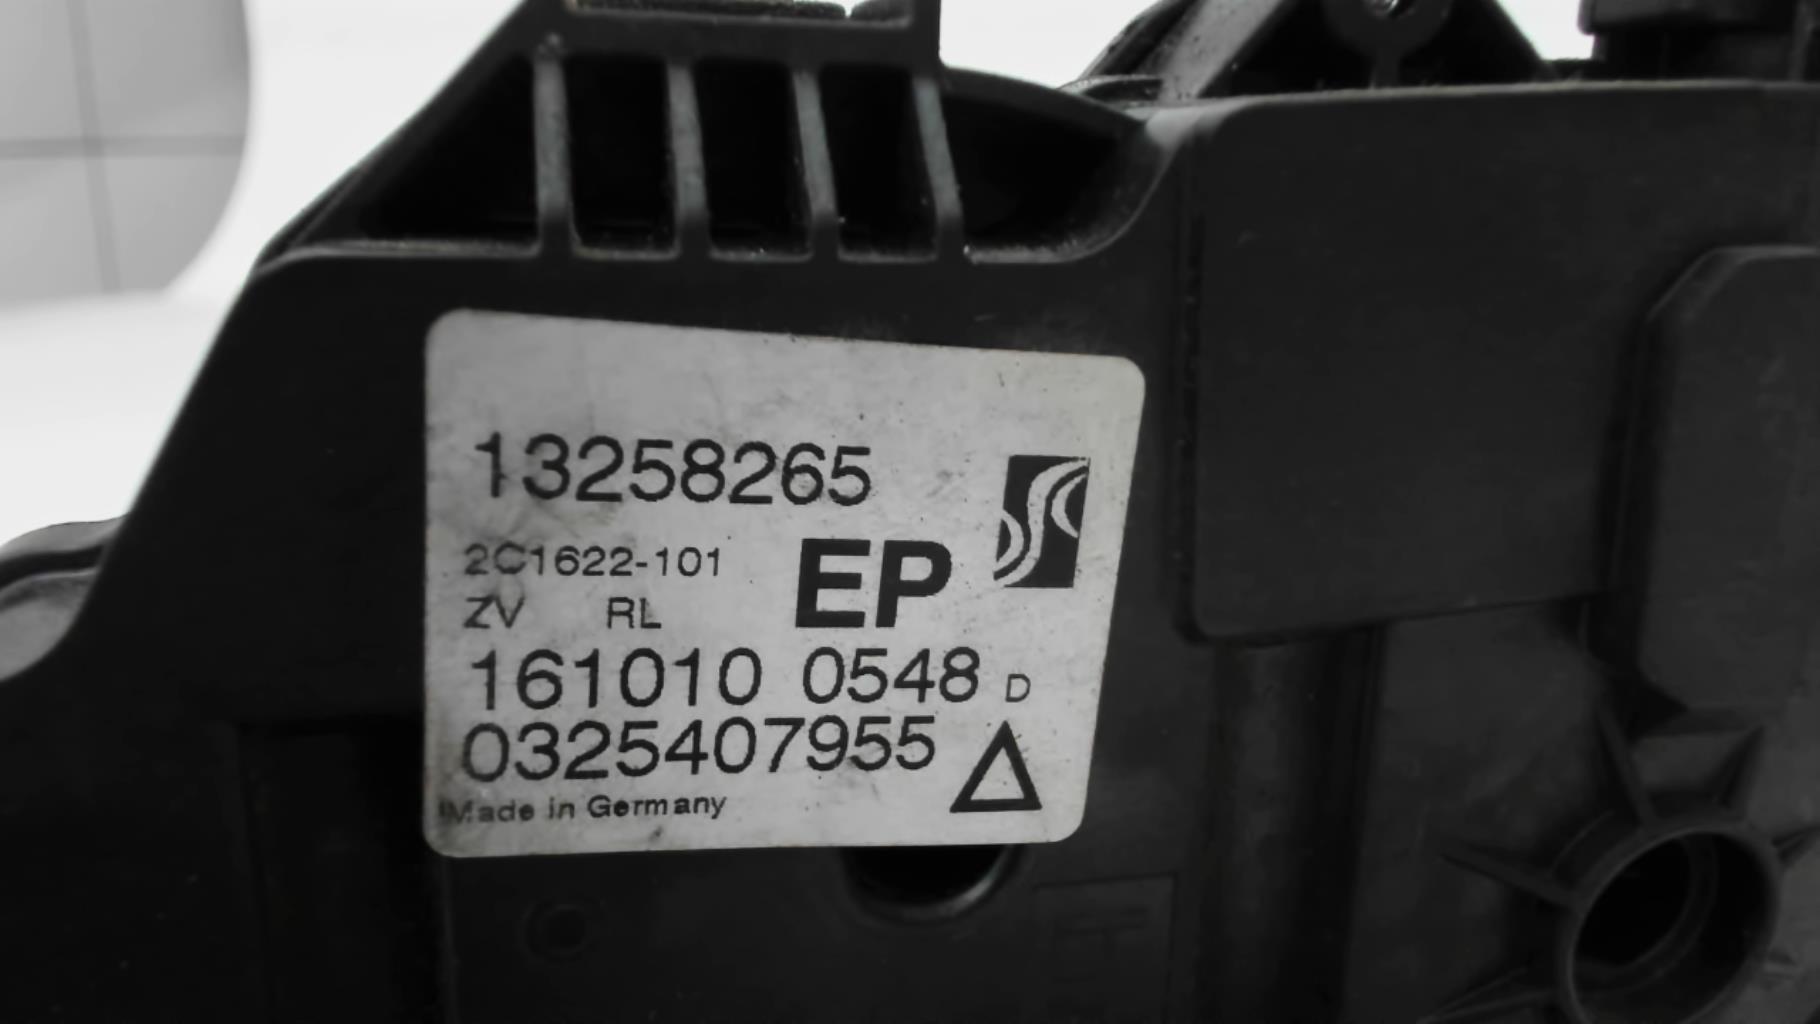 13258265
2C1622-101
EP
ZV RL
161010 0548 D
0325407955
Made in Germany